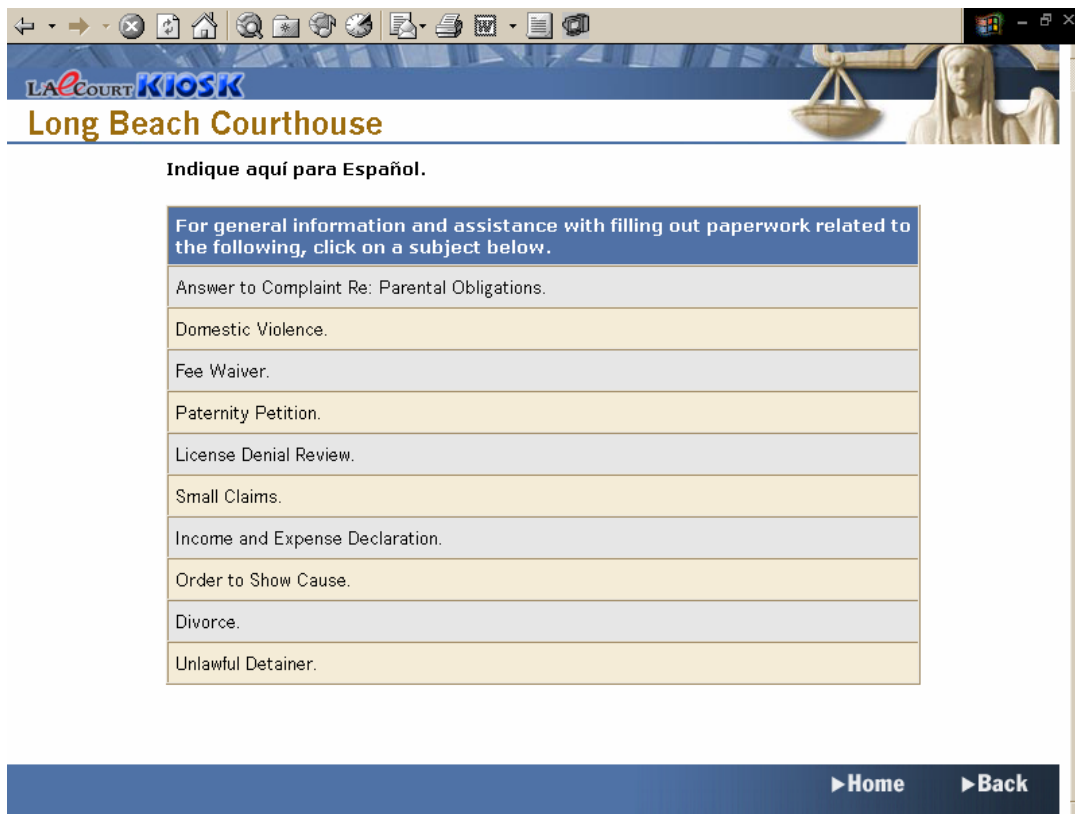 LAeCOURT KIOSK
Long Beach Courthouse
Indique aquí para Español.
For general information and assistance with filling out paperwork related to
the following, click on a subject below.
Answer to Complaint Re: Parental Obligations.
Domestic Violence.
Fee Waiver.
Paternity Petition.
License Denial Review.
Small Claims.
Income and Expense Declaration.
Order to Show Cause.
Divorce.
Unlawful Detainer.
Home Back